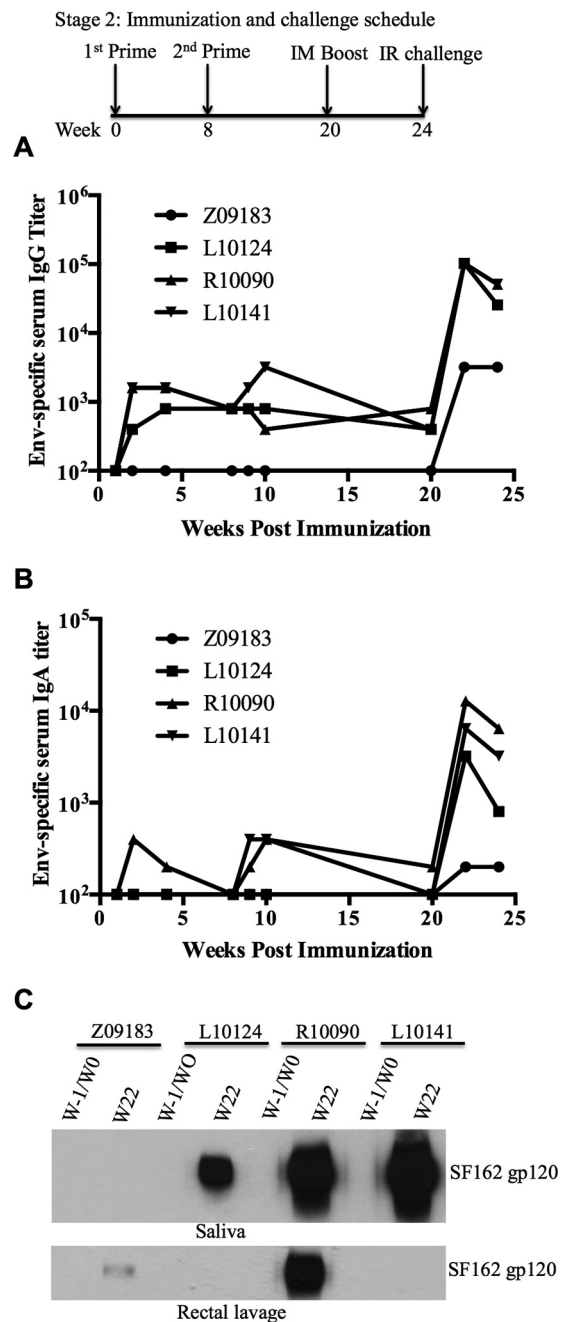 Stage 2: Immunization and challenge schedule
1st Prime 2nd Prime IM Boost IR challenge
Week 0 8 20 24
A
Env-specific serum IgG Titer
10^6
10^5
10^4
10^3
10^2
Z09183
L10124
R10090
L10141
0 5 10 15 20 25
Weeks Post Immunization
B
Env-specific serum IgA titer
10^5
10^4
10^3
10^2
Z09183
L10124
R10090
L10141
0 5 10 15 20 25
Weeks Post Immunization
C
Z09183 L10124 R10090 L10141
W-1/W0 W22 W-1/WO W22 W-1/W0 W22 W-1/W0 W22
SF162 gp120
Saliva
SF162 gp120
Rectal lavage